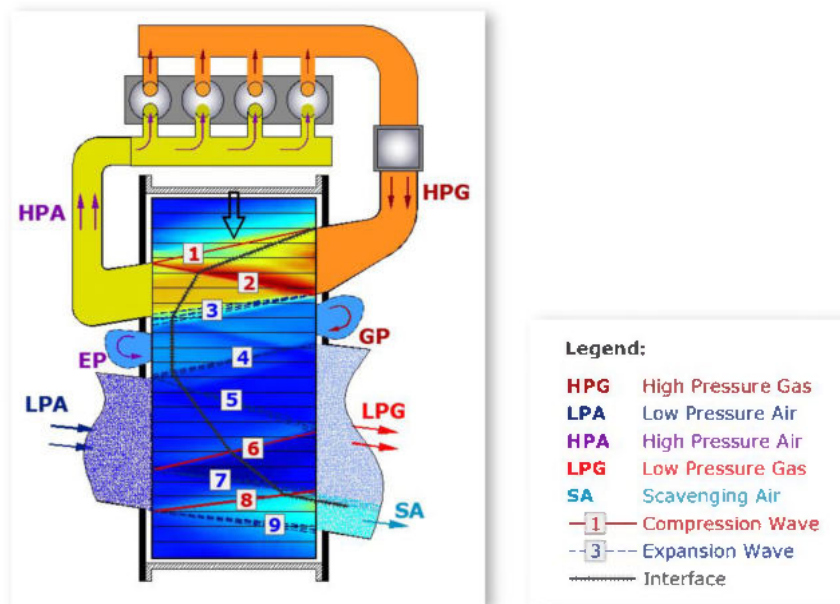 HPA
HPG
1
2
3
EP
GP
4
LPA
5
LPG
6
7
8
SA
9
Legend:
HPG High Pressure Gas
LPA Low Pressure Air
HPA High Pressure Air
LPG Low Pressure Gas
SA Scavenging Air
1 Compression Wave
3 Expansion Wave
Interface